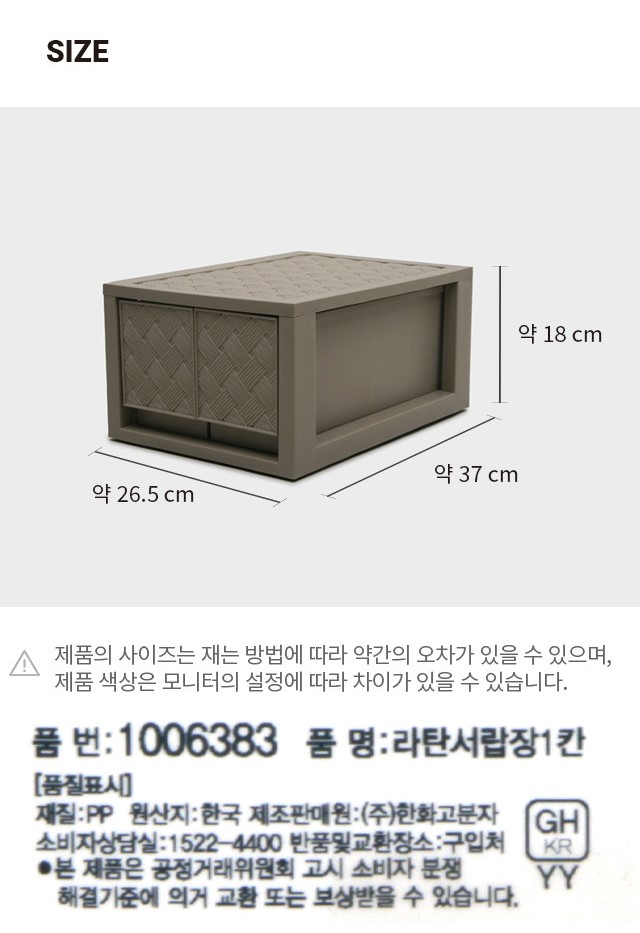 SIZE
약 18 cm
약 37 cm
약 26.5 cm
제품의 사이즈는 재는 방법에 따라 약간의 오차가 있을 수 있으며,
제품 색상은 모니터의 설정에 따라 차이가 있을 수 있습니다.
품 번:1006383 품 명:라탄서랍장1칸
[품질표시]
재질:PP 원산지:한국 제조판매원:(주)한화고분자
소비자상담실:1522-4400 반품및교환장소:구입처
●본 제품은 공정거래위원회 고시 소비자 분쟁
해결기준에 의거 교환 또는 보상받을 수 있습니다.
GH
KR
YY